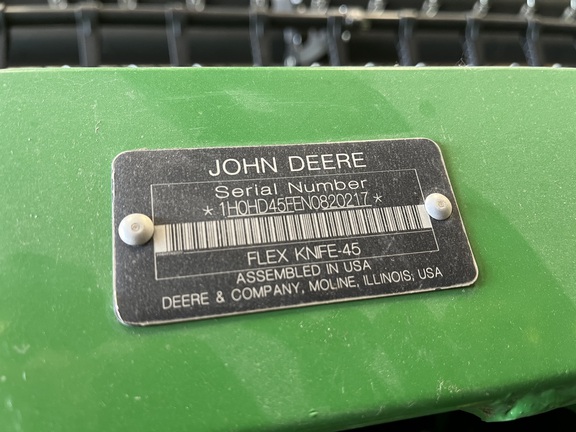 JOHN DEERE
Serial Number
*1H0HD45FEN0820217*
FLEX KNIFE-45
ASSEMBLED IN USA
DEERE & COMPANY, MOLINE, ILLINOIS, USA